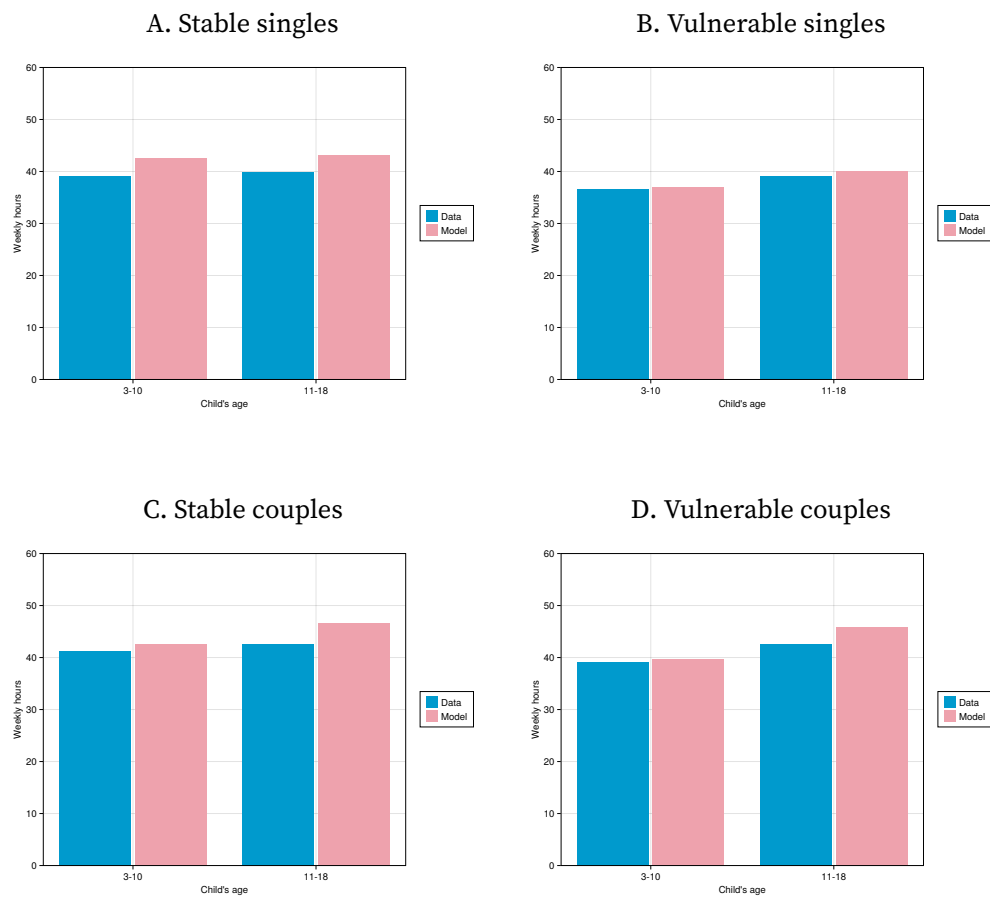 A. Stable singles
60
50
40
30
20
10
0
Weekly hours
3-10
11-18
Child's age
Data
Model
B. Vulnerable singles
60
50
40
30
20
10
0
Weekly hours
3-10
11-18
Child's age
Data
Model
C. Stable couples
60
50
40
30
20
10
0
Weekly hours
3-10
11-18
Child's age
Data
Model
D. Vulnerable couples
60
50
40
30
20
10
0
Weekly hours
3-10
11-18
Child's age
Data
Model